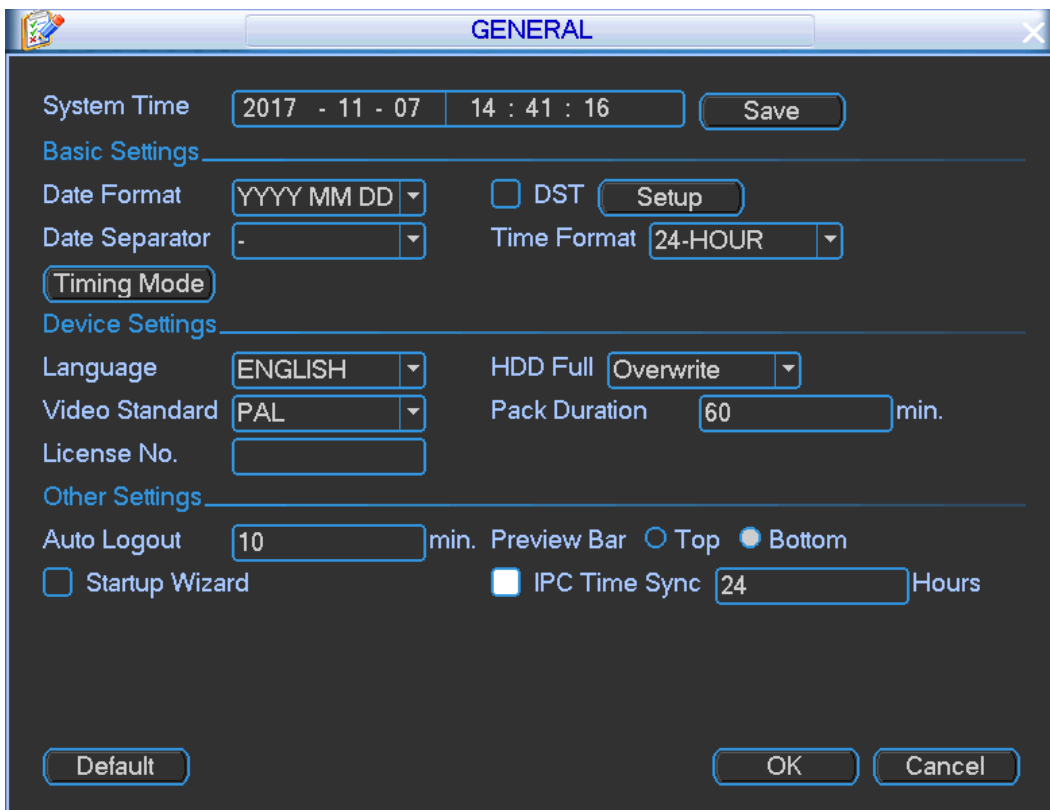 GENERAL
System Time 2017 - 11 - 07 14 : 41 : 16 Save
Basic Settings
Date Format YYYY MM DD DST Setup
Date Separator - Time Format 24-HOUR
Timing Mode
Device Settings
Language ENGLISH HDD Full Overwrite
Video Standard PAL Pack Duration 60 min.
License No.
Other Settings
Auto Logout 10 min. Preview Bar Top Bottom
Startup Wizard IPC Time Sync 24 Hours
Default OK Cancel